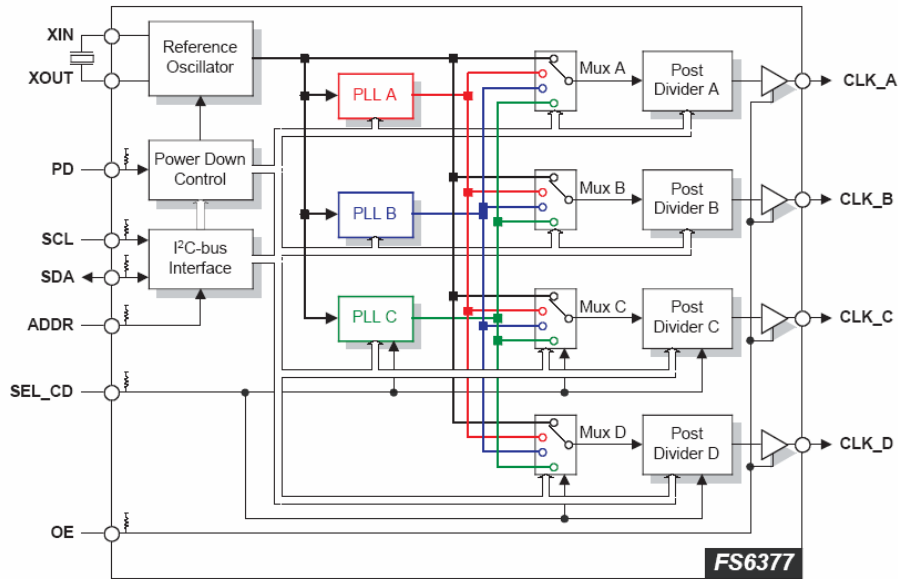 XIN
XOUT
Reference
Oscillator
PLL A
Mux A
Post
Divider A
CLK_A
PD
Power Down
Control
PLL B
Mux B
Post
Divider B
CLK_B
SCL
SDA
I²C-bus
Interface
ADDR
PLL C
Mux C
Post
Divider C
CLK_C
SEL_CD
Mux D
Post
Divider D
CLK_D
OE
FS6377